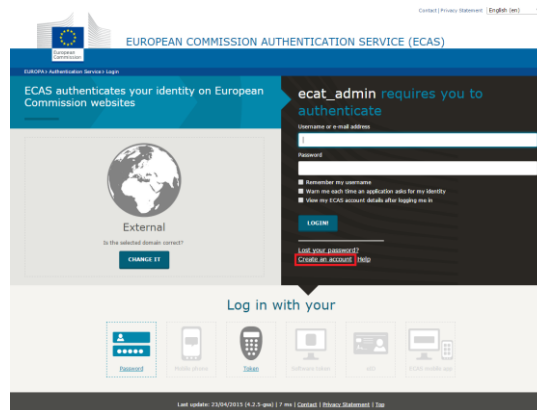 Contact | Privacy Statement English (en)
European
Commission
EUROPEAN COMMISSION AUTHENTICATION SERVICE (ECAS)
EUROPA > Authentication Service > Login
ECAS authenticates your identity on European
Commission websites
External
Is the selected domain correct?
CHANGE IT
ecat_admin requires you to
authenticate
Username or e-mail address
Password
Remember my username
Warn me each time an application asks for my identity
View my ECAS account details after logging me in
LOGIN!
Lost your password?
Create an account Help
Log in with your
Password Mobile phone Token Software token eID ECAS mobile app
Last update: 23/04/2015 (4.2.5-gva) | 7 ms | Contact | Privacy Statement | Top